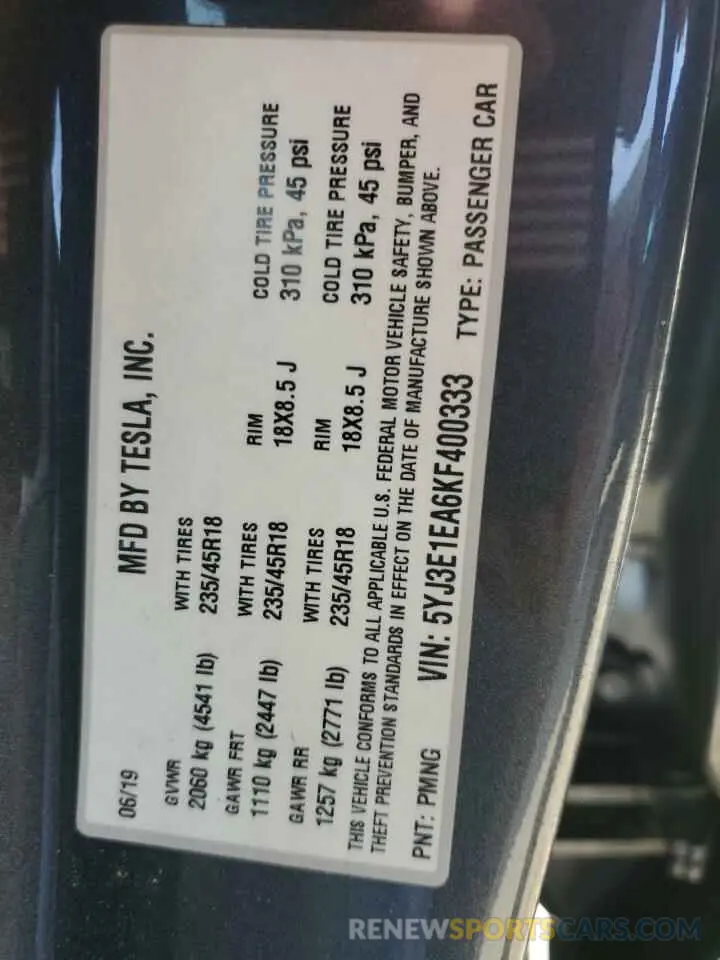 MFD BY TESLA, INC.
06/19
GVWR
2060 kg (4541 lb)
WITH TIRES
235/45R18
GAWR FRT
1110 kg (2447 lb)
WITH TIRES
235/45R18
RIM
18X8.5 J
COLD TIRE PRESSURE
310 kPa, 45 psi
GAWR RR
1257 kg (2771 lb)
WITH TIRES
235/45R18
RIM
18X8.5 J
COLD TIRE PRESSURE
310 kPa, 45 psi
THIS VEHICLE CONFORMS TO ALL APPLICABLE U.S. FEDERAL MOTOR VEHICLE SAFETY, BUMPER, AND
THEFT PREVENTION STANDARDS IN EFFECT ON THE DATE OF MANUFACTURE SHOWN ABOVE.
PNT: PMNG VIN: 5YJ3E1EA6KF400333 TYPE: PASSENGER CAR
RENEWSPORTSCARS.COM